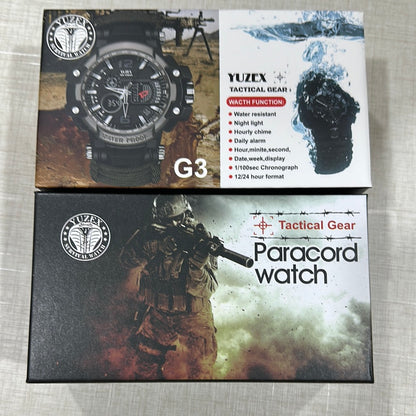 YUZEX
SURVIVAL WATCH
WATER PROOF
G3
YUZEX
TACTICAL GEAR
WACTH FUNCTION:
Water resistant
Night light
Hourly chime
Daily alarm
Hour,minite,second,
Date,week,display
1/100sec Chronograph
12/24 hour format
YUZEX
SURVIVAL WATCH
Tactical Gear
Paracord
watch